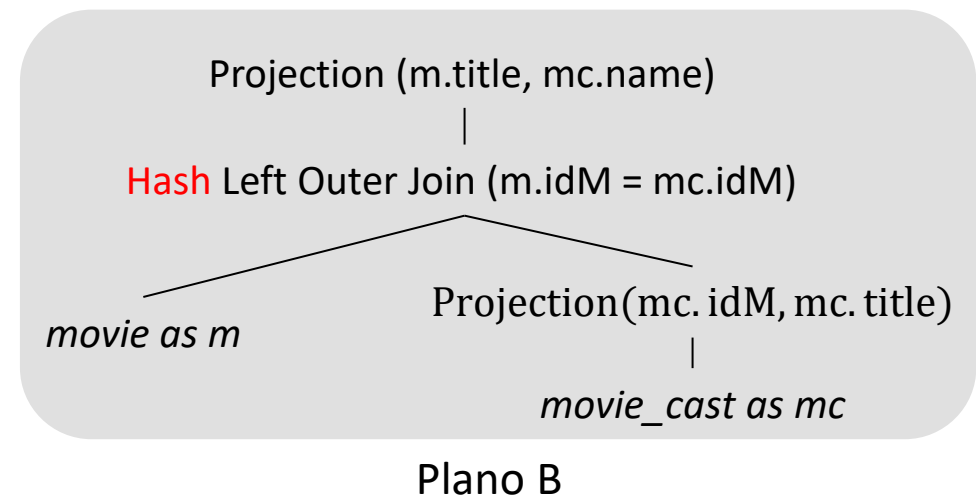 Projection (m.title, mc.name)
Hash Left Outer Join (m.idM = mc.idM)
Projection(mc. idM, mc. title)
movie as m
movie_cast as mc
Plano B